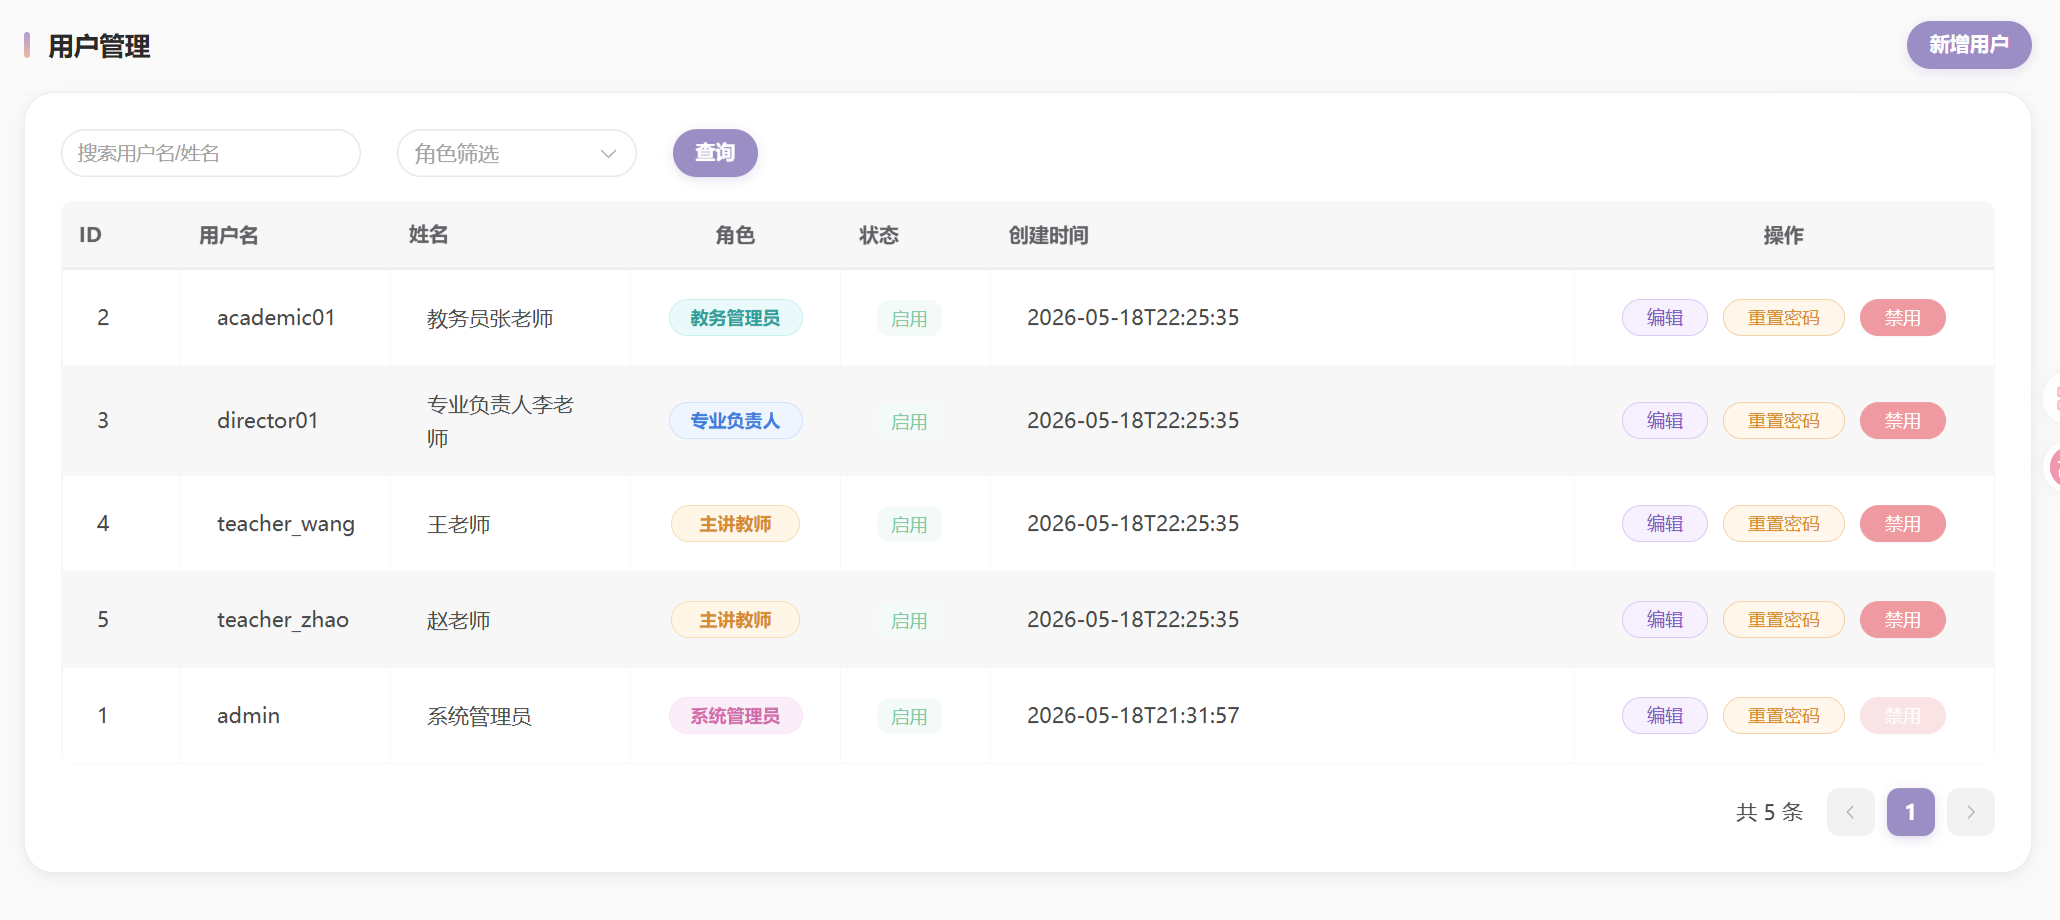 用户管理
新增用户
搜索用户名/姓名
角色筛选
查询
ID 用户名 姓名 角色 状态 创建时间 操作
2 academic01 教务员张老师 教务管理员 启用 2026-05-18T22:25:35 编辑 重置密码 禁用
3 director01 专业负责人李老
师 专业负责人 启用 2026-05-18T22:25:35 编辑 重置密码 禁用
4 teacher_wang 王老师 主讲教师 启用 2026-05-18T22:25:35 编辑 重置密码 禁用
5 teacher_zhao 赵老师 主讲教师 启用 2026-05-18T22:25:35 编辑 重置密码 禁用
1 admin 系统管理员 系统管理员 启用 2026-05-18T21:31:57 编辑 重置密码 禁用
共 5 条 1